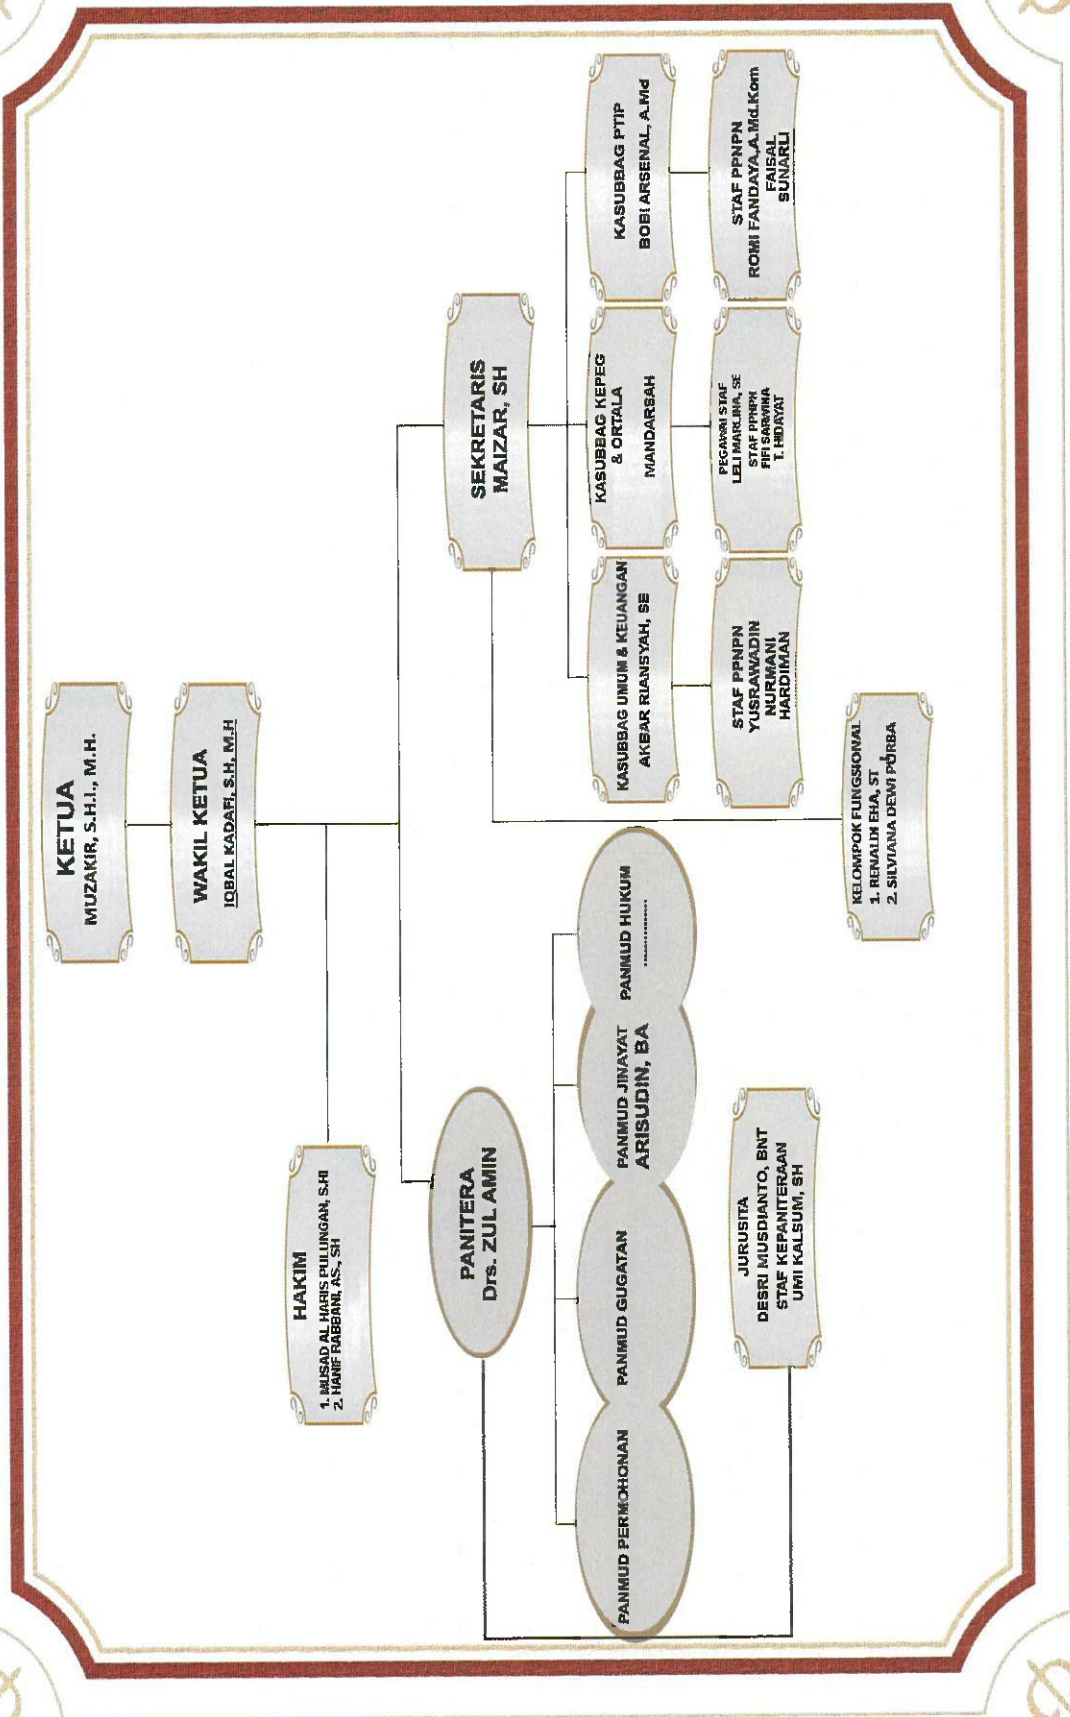 KETUA
MUZAKIR, S.H.I., M.H.
WAKIL KETUA
IQBAL KADAFI, S.H, M.H
HAKIM
1. MUSAD AL HARIS PULUNGAN, S.HI
2. HANIF RABBANI, AS., SH
PANITERA
Drs. ZUL AMIN
SEKRETARIS
MAIZAR, SH
PANMUD PERMOHONAN
PANMUD GUGATAN
PANMUD JINAYAT
ARISUDIN, BA
PANMUD HUKUM
..............
KASUBBAG UMUM & KEUANGAN
AKBAR RIANSYAH, SE
KASUBBAG KEPEG
& ORTALA
MANDARSAH
KASUBBAG PTIP
BOBI ARSENAL, A.Md
STAF PPNPN
YUSRAWADIN
NURMANI
HARDIMAN
PEGAWAI STAF
LELI MARLINA, SE
STAF PPNPN
FIFI SARWINA
T. HIDAYAT
STAF PPNPN
ROMI FANDAYA,A.Md.Kom
FAISAL
SUNARLI
JURUSITA
DESRI MUSDIANTO, BNT
STAF KEPANITERAAN
UMI KALSUM, SH
KELOMPOK FUNGSIONAL
1. RENALDI EHA, ST
2. SILVIANA DEWI PURBA